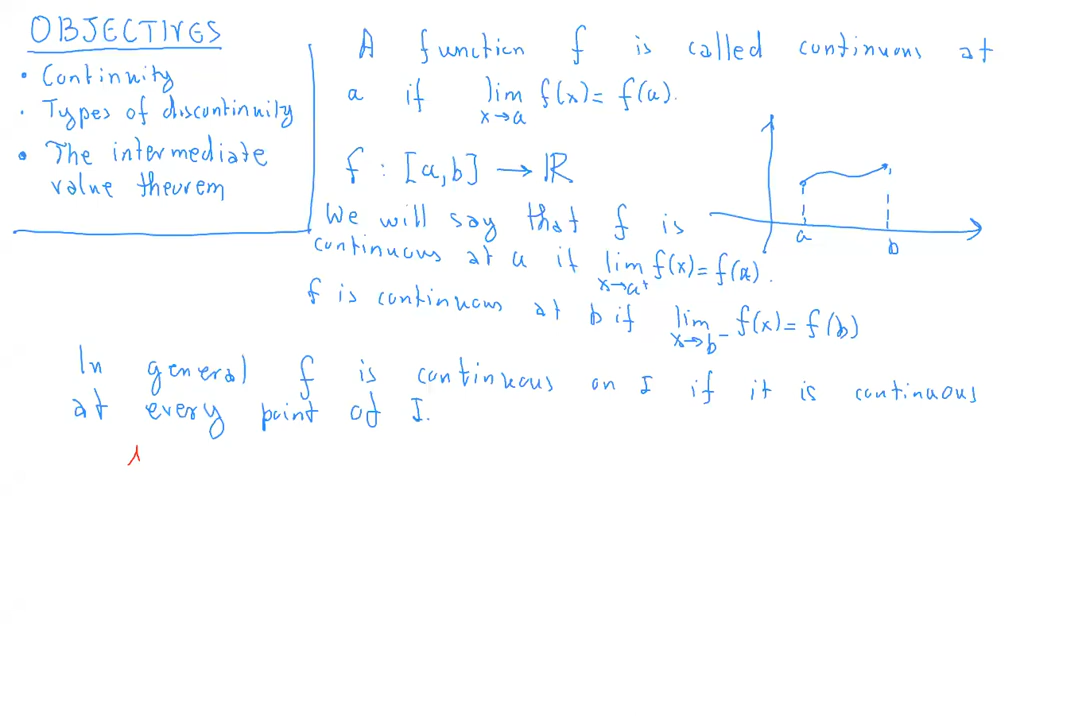 OBJECTIVES
• Continuity
• Types of discontinuity
• The intermediate
value theorem
A function f is called continuous at
a if lim f(x) = f(a).
x→a
f : [a,b] → ℝ
We will say that f is
continuous at a if lim f(x) = f(a).
x→a⁺
a
b
f is continuous at b if lim f(x) = f(b)
x→b⁻
In general f is continuous on I if it is continuous
at every point of I.